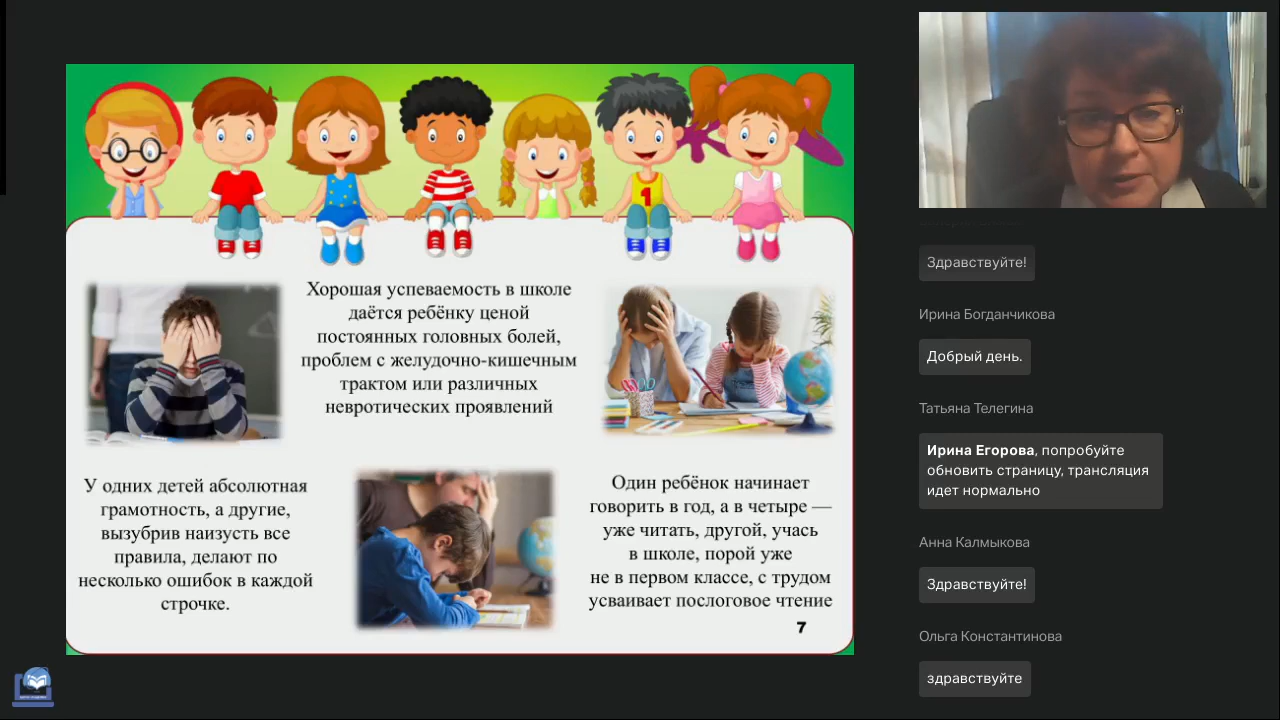 Хорошая успеваемость в школе
даётся ребёнку ценой
постоянных головных болей,
проблем с желудочно-кишечным
трактом или различных
невротических проявлений
У одних детей абсолютная
грамотность, а другие,
вызубрив наизусть все
правила, делают по
несколько ошибок в каждой
строчке.
Один ребёнок начинает
говорить в год, а в четыре —
уже читать, другой, учась
в школе, порой уже
не в первом классе, с трудом
усваивает послоговое чтение
7
1
Здравствуйте!
Ирина Богданчикова
Добрый день.
Татьяна Телегина
Ирина Егорова, попробуйте
обновить страницу, трансляция
идет нормально
Анна Калмыкова
Здравствуйте!
Ольга Константинова
здравствуйте